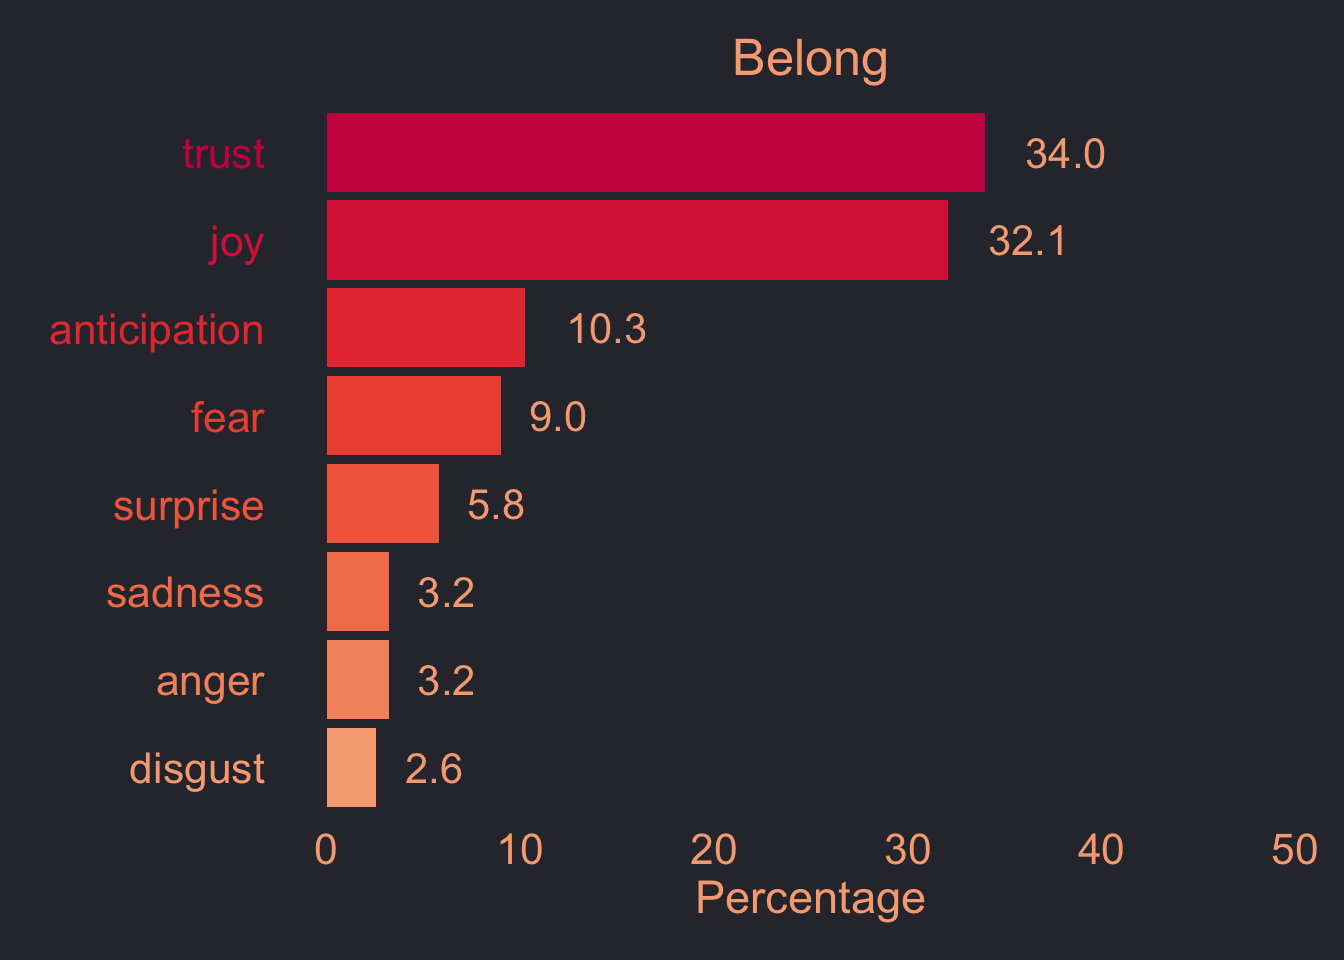 Belong
trust 34.0
joy 32.1
anticipation 10.3
fear 9.0
surprise 5.8
sadness 3.2
anger 3.2
disgust 2.6
0 10 20 30 40 50
Percentage